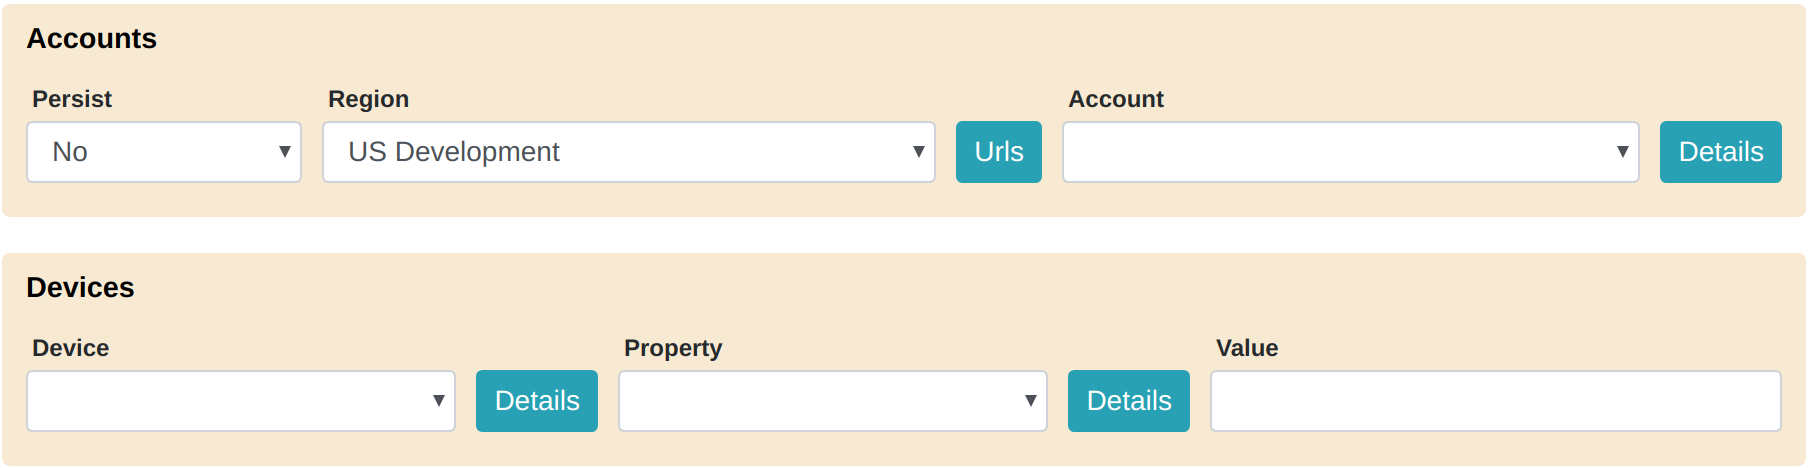 Accounts
Persist Region Account
No US Development Urls Details
Devices
Device Property Value
Details Details